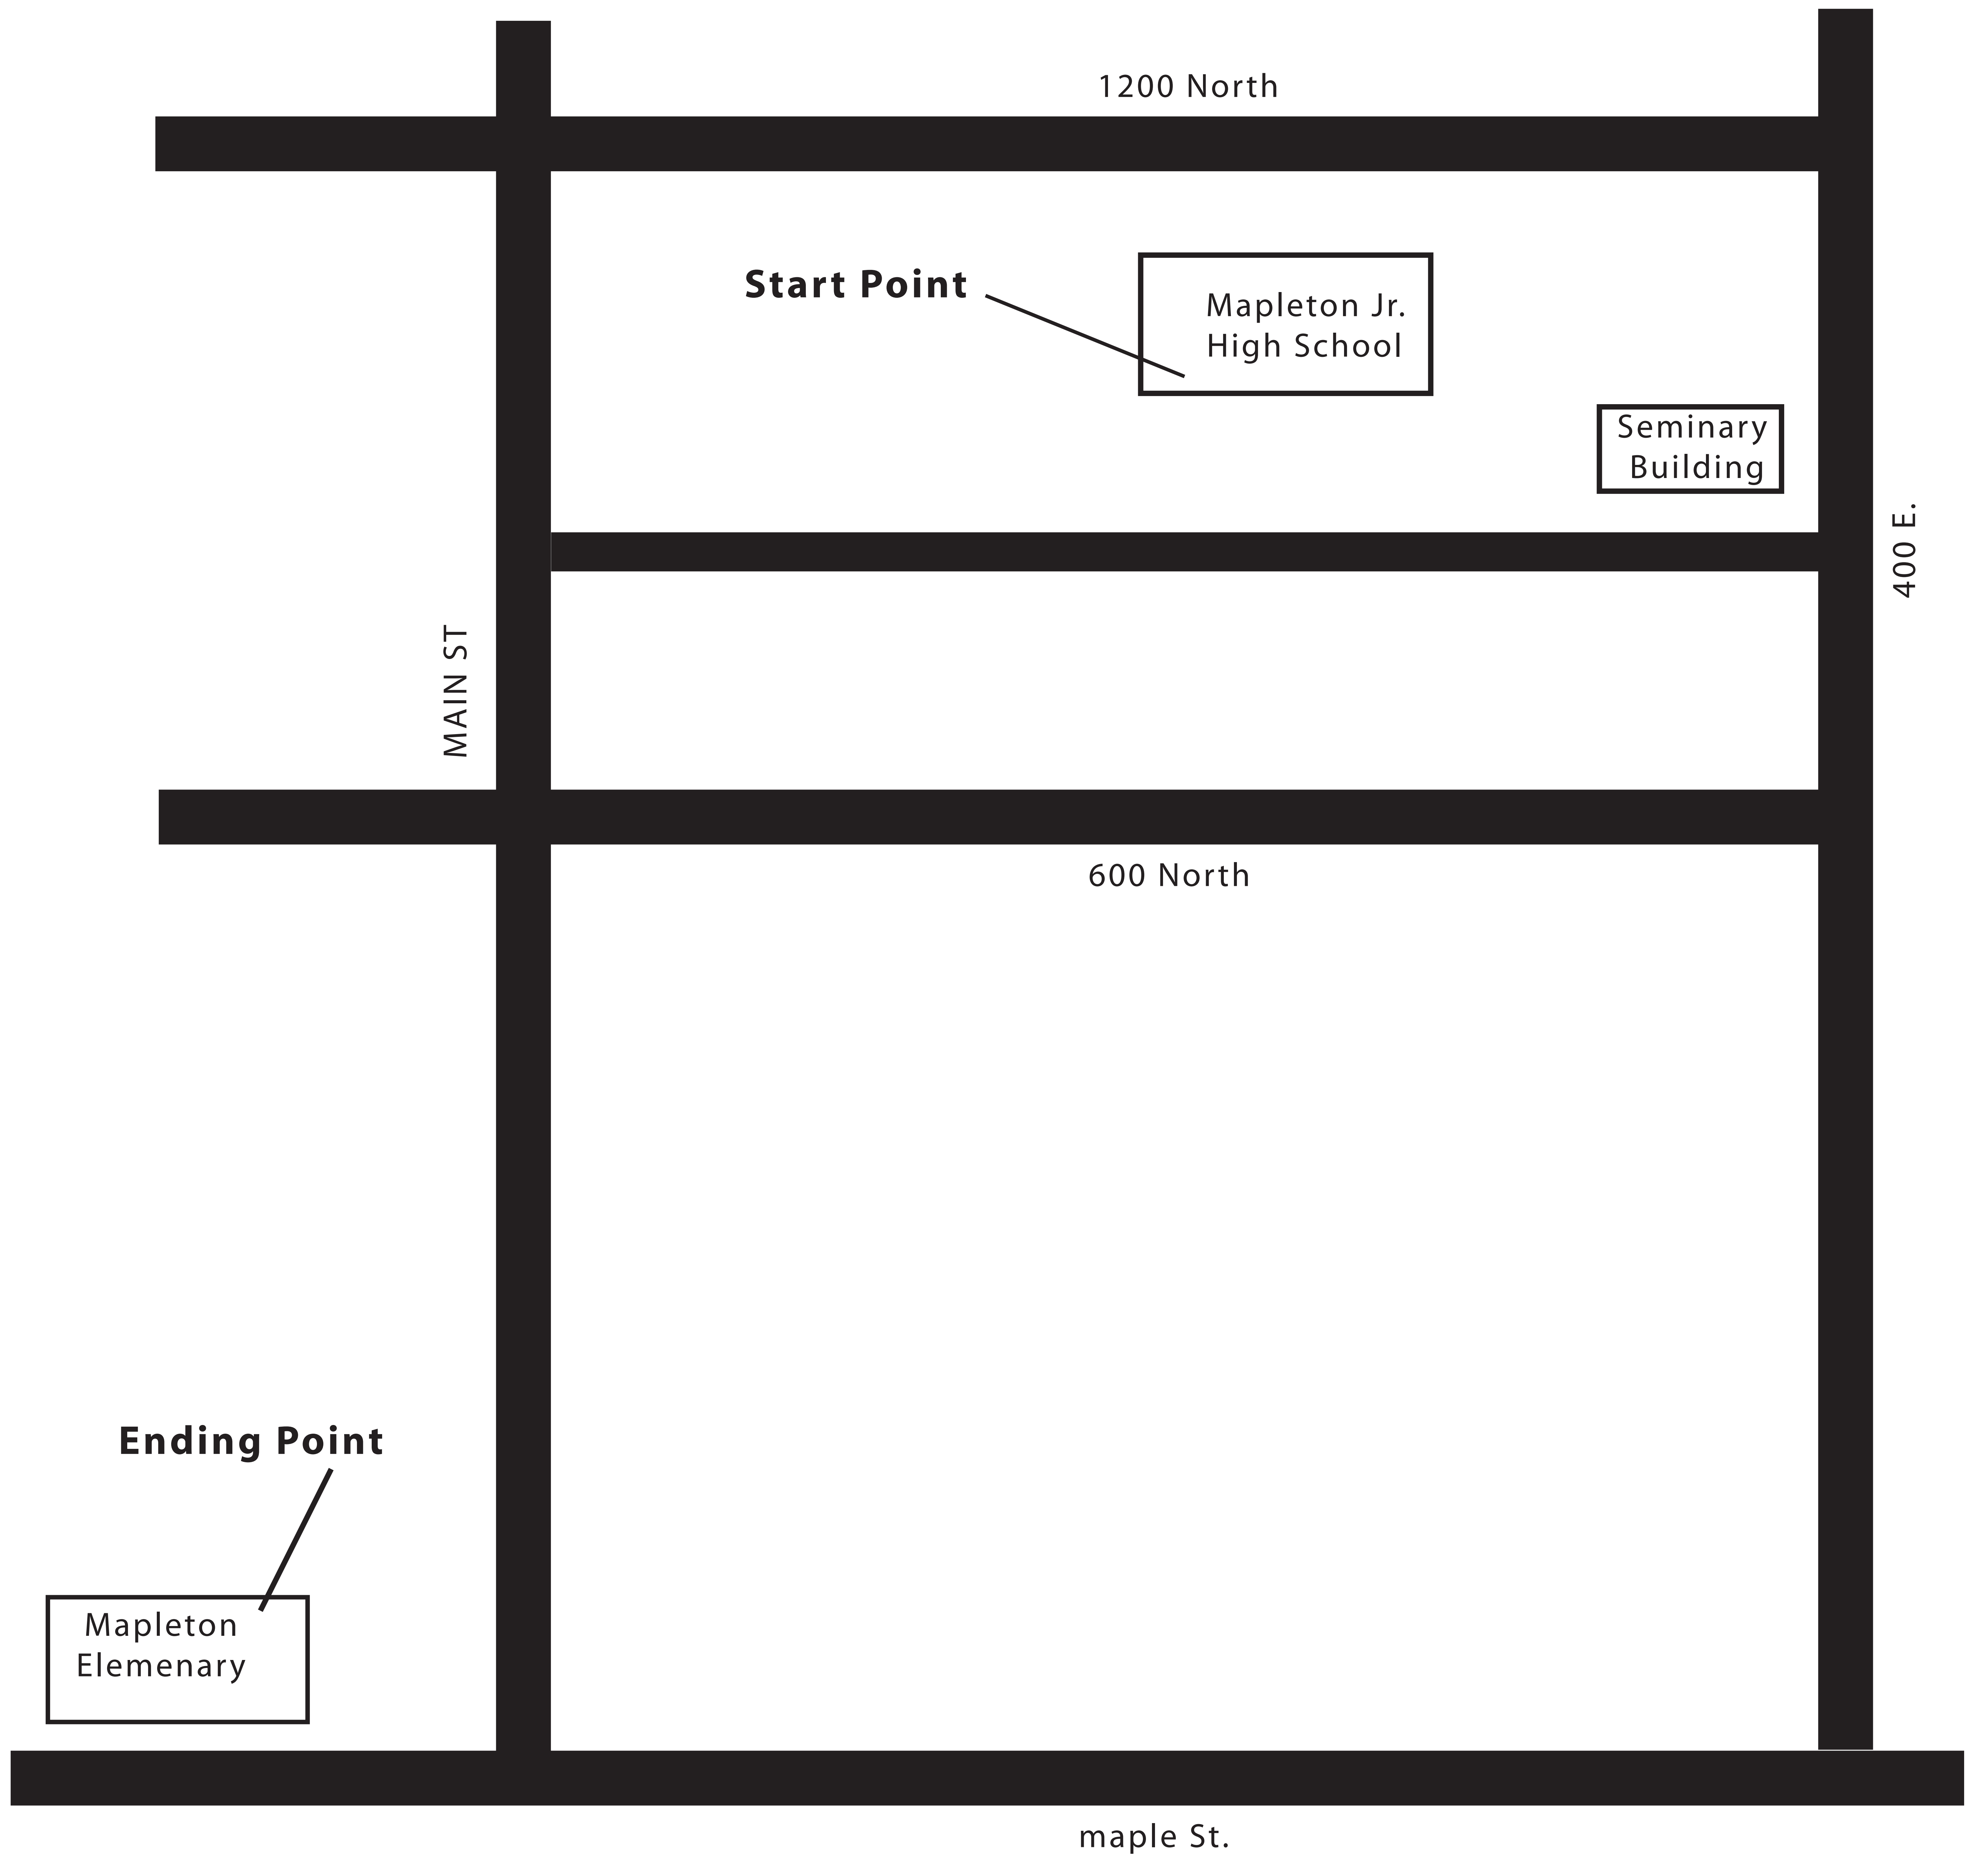 1200 North
Start Point
Mapleton Jr.
High School
Seminary
Building
400 E.
MAIN ST
600 North
Ending Point
Mapleton
Elemenary
maple St.